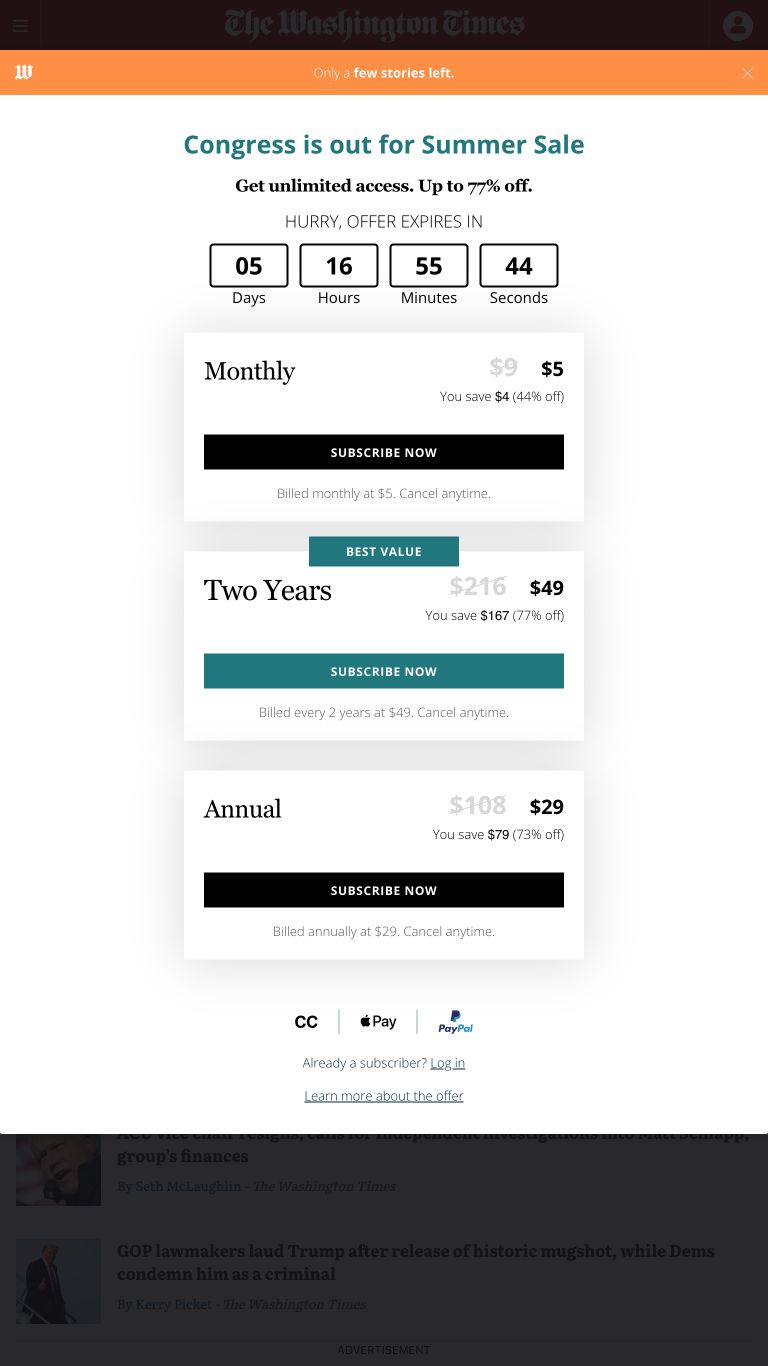 The Washington Times
W
Only a few stories left.
Congress is out for Summer Sale
Get unlimited access. Up to 77% off.
HURRY, OFFER EXPIRES IN
05 16 55 44
Days Hours Minutes Seconds
Monthly $9 $5
You save $4 (44% off)
SUBSCRIBE NOW
Billed monthly at $5. Cancel anytime.
BEST VALUE
Two Years $216 $49
You save $167 (77% off)
SUBSCRIBE NOW
Billed every 2 years at $49. Cancel anytime.
Annual $108 $29
You save $79 (73% off)
SUBSCRIBE NOW
Billed annually at $29. Cancel anytime.
CC Pay PayPal
Already a subscriber? Log in
Learn more about the offer
ACU vice chair resigns, calls for independent investigations into Matt Schlapp,
group's finances
By Seth McLaughlin - The Washington Times
GOP lawmakers laud Trump after release of historic mugshot, while Dems
condemn him as a criminal
By Kerry Picket - The Washington Times
ADVERTISEMENT